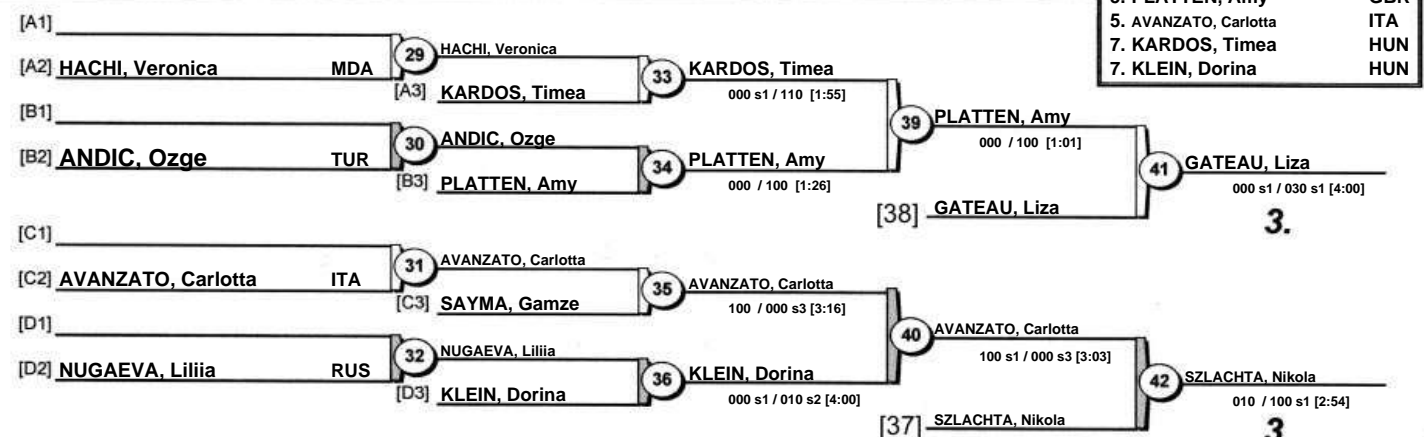 5. AVANZATO, Carlotta ITA
7. KARDOS, Timea HUN
7. KLEIN, Dorina HUN
[A1]
[A2] HACHI, Veronica MDA
29 HACHI, Veronica
[A3] KARDOS, Timea
33 KARDOS, Timea
000 s1 / 110 [1:55]
[B1]
[B2] ANDIC, Ozge TUR
30 ANDIC, Ozge
[B3] PLATTEN, Amy
34 PLATTEN, Amy
000 / 100 [1:26]
39 PLATTEN, Amy
000 / 100 [1:01]
[38] GATEAU, Liza
41 GATEAU, Liza
000 s1 / 030 s1 [4:00]
3.
[C1]
[C2] AVANZATO, Carlotta ITA
31 AVANZATO, Carlotta
[C3] SAYMA, Gamze
35 AVANZATO, Carlotta
100 / 000 s3 [3:16]
[D1]
[D2] NUGAEVA, Liliia RUS
32 NUGAEVA, Liliia
[D3] KLEIN, Dorina
36 KLEIN, Dorina
000 s1 / 010 s2 [4:00]
40 AVANZATO, Carlotta
100 s1 / 000 s3 [3:03]
[37] SZLACHTA, Nikola
42 SZLACHTA, Nikola
010 / 100 s1 [2:54]
3